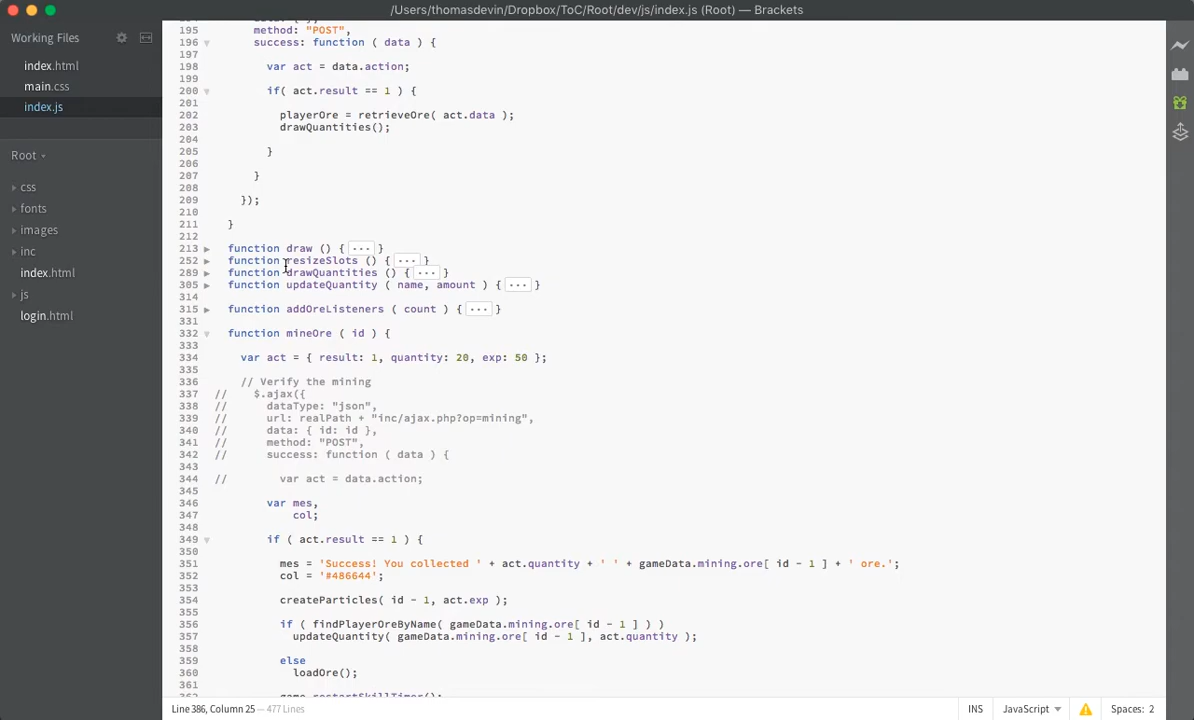 /Users/thomasdevin/Dropbox/ToC/Root/dev/js/index.js (Root) — Brackets
Working Files
index.html
main.css
index.js
Root
css
fonts
images
inc
index.html
js
login.html
195 method: "POST",
196 success: function ( data ) {
197
198 var act = data.action;
199
200 if( act.result == 1 ) {
201
202 playerOre = retrieveOre( act.data );
203 drawQuantities();
204
205 }
206
207 }
208
209 });
210
211 }
212
213 function draw () { ... }
252 function resizeSlots () { ... }
289 function drawQuantities () { ... }
305 function updateQuantity ( name, amount ) { ... }
314
315 function addOreListeners ( count ) { ... }
331
332 function mineOre ( id ) {
333
334 var act = { result: 1, quantity: 20, exp: 50 };
335
336 // Verify the mining
337 // $.ajax({
338 // dataType: "json",
339 // url: realPath + "inc/ajax.php?op=mining",
340 // data: { id: id },
341 // method: "POST",
342 // success: function ( data ) {
343
344 // var act = data.action;
345
346 var mes,
347 col;
348
349 if ( act.result == 1 ) {
350
351 mes = 'Success! You collected ' + act.quantity + ' ' + gameData.mining.ore[ id - 1 ] + ' ore.';
352 col = '#486644';
353
354 createParticles( id - 1, act.exp );
355
356 if ( findPlayerOreByName( gameData.mining.ore[ id - 1 ] ) )
357 updateQuantity( gameData.mining.ore[ id - 1 ], act.quantity );
358
359 else
360 loadOre();
361
362 game.restartSkillTimer();
Line 386, Column 25 — 477 Lines
INS
JavaScript
Spaces: 2